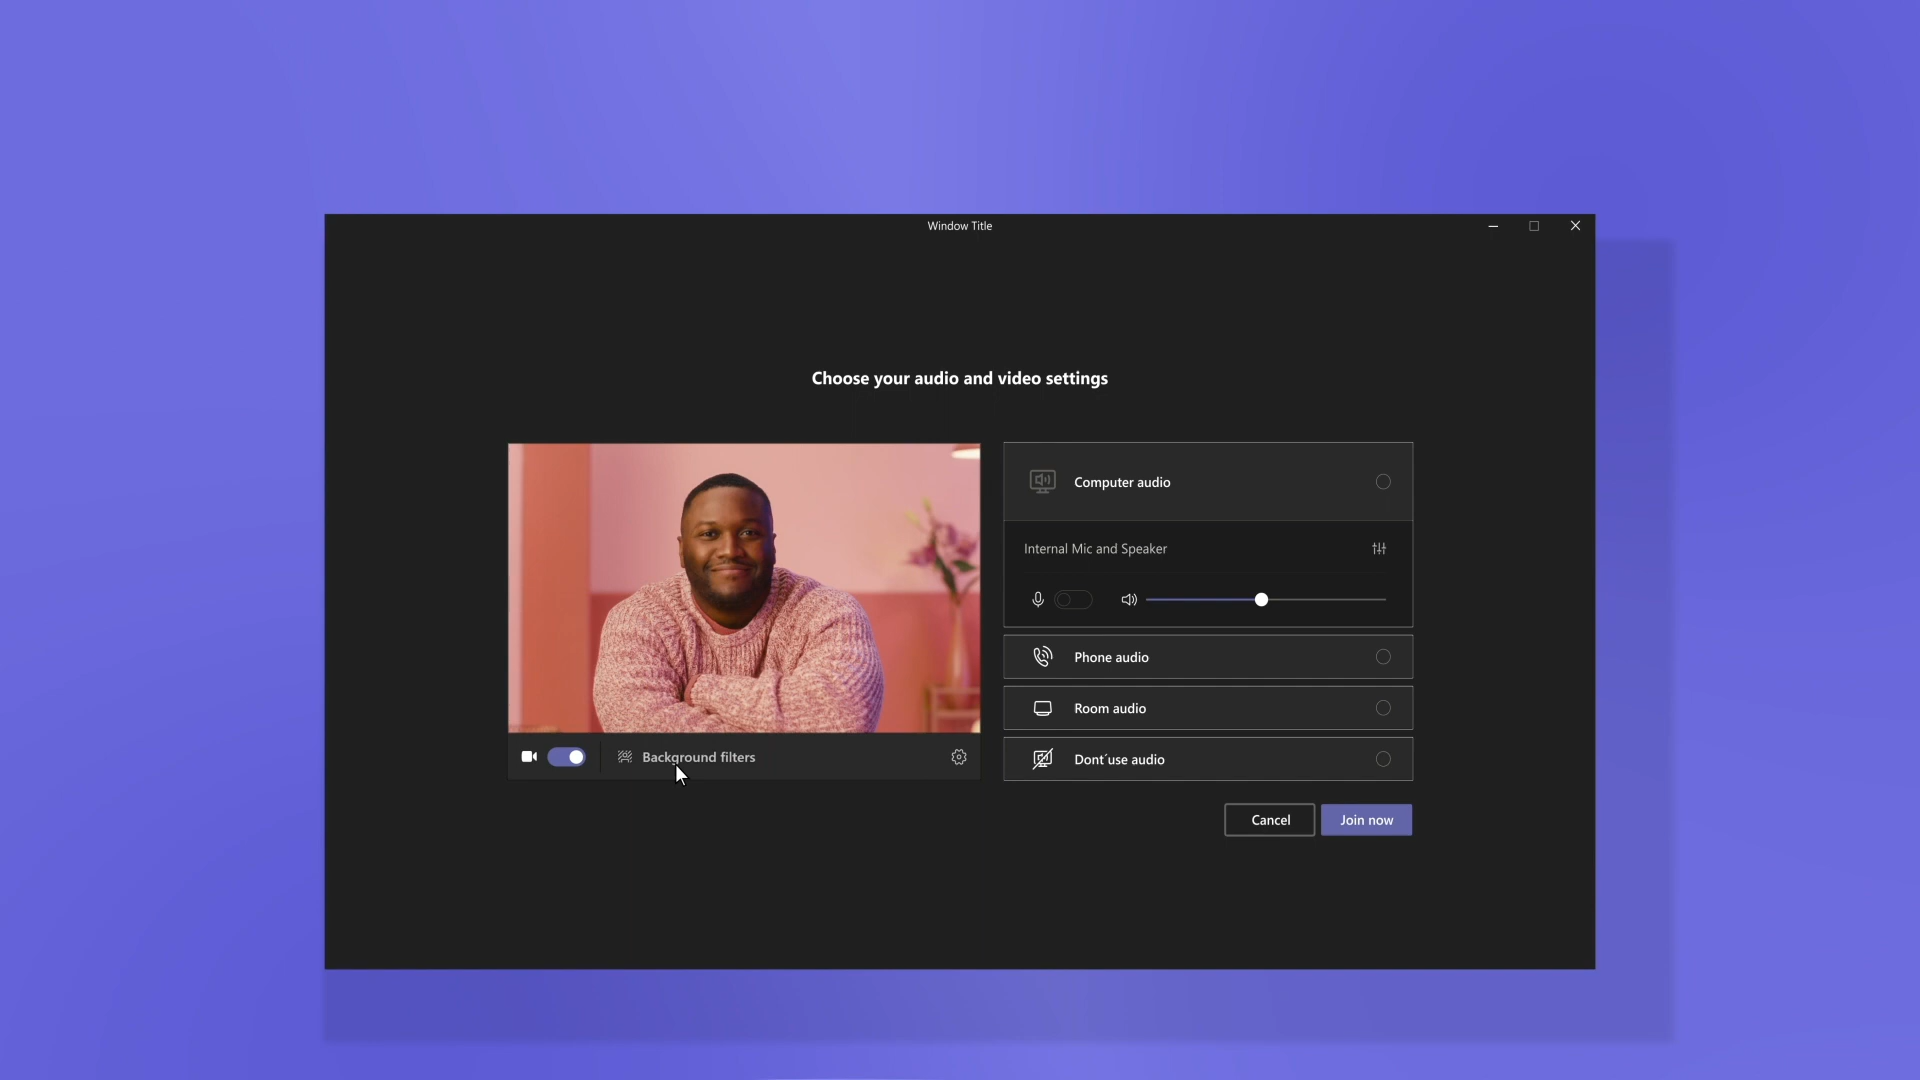 Window Title
Choose your audio and video settings
Computer audio
Internal Mic and Speaker
Phone audio
Room audio
Dont´use audio
Background filters
Cancel
Join now